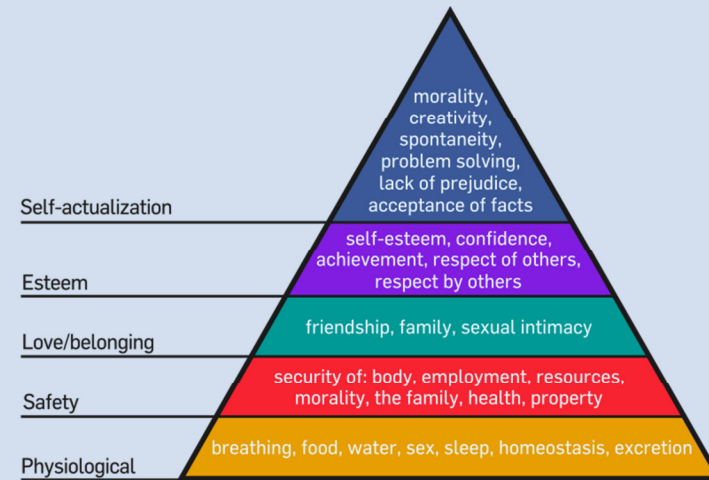 morality,
creativity,
spontaneity,
problem solving,
lack of prejudice,
acceptance of facts
Self-actualization
self-esteem, confidence,
achievement, respect of others,
respect by others
Esteem
friendship, family, sexual intimacy
Love/belonging
security of: body, employment, resources,
morality, the family, health, property
Safety
breathing, food, water, sex, sleep, homeostasis, excretion
Physiological